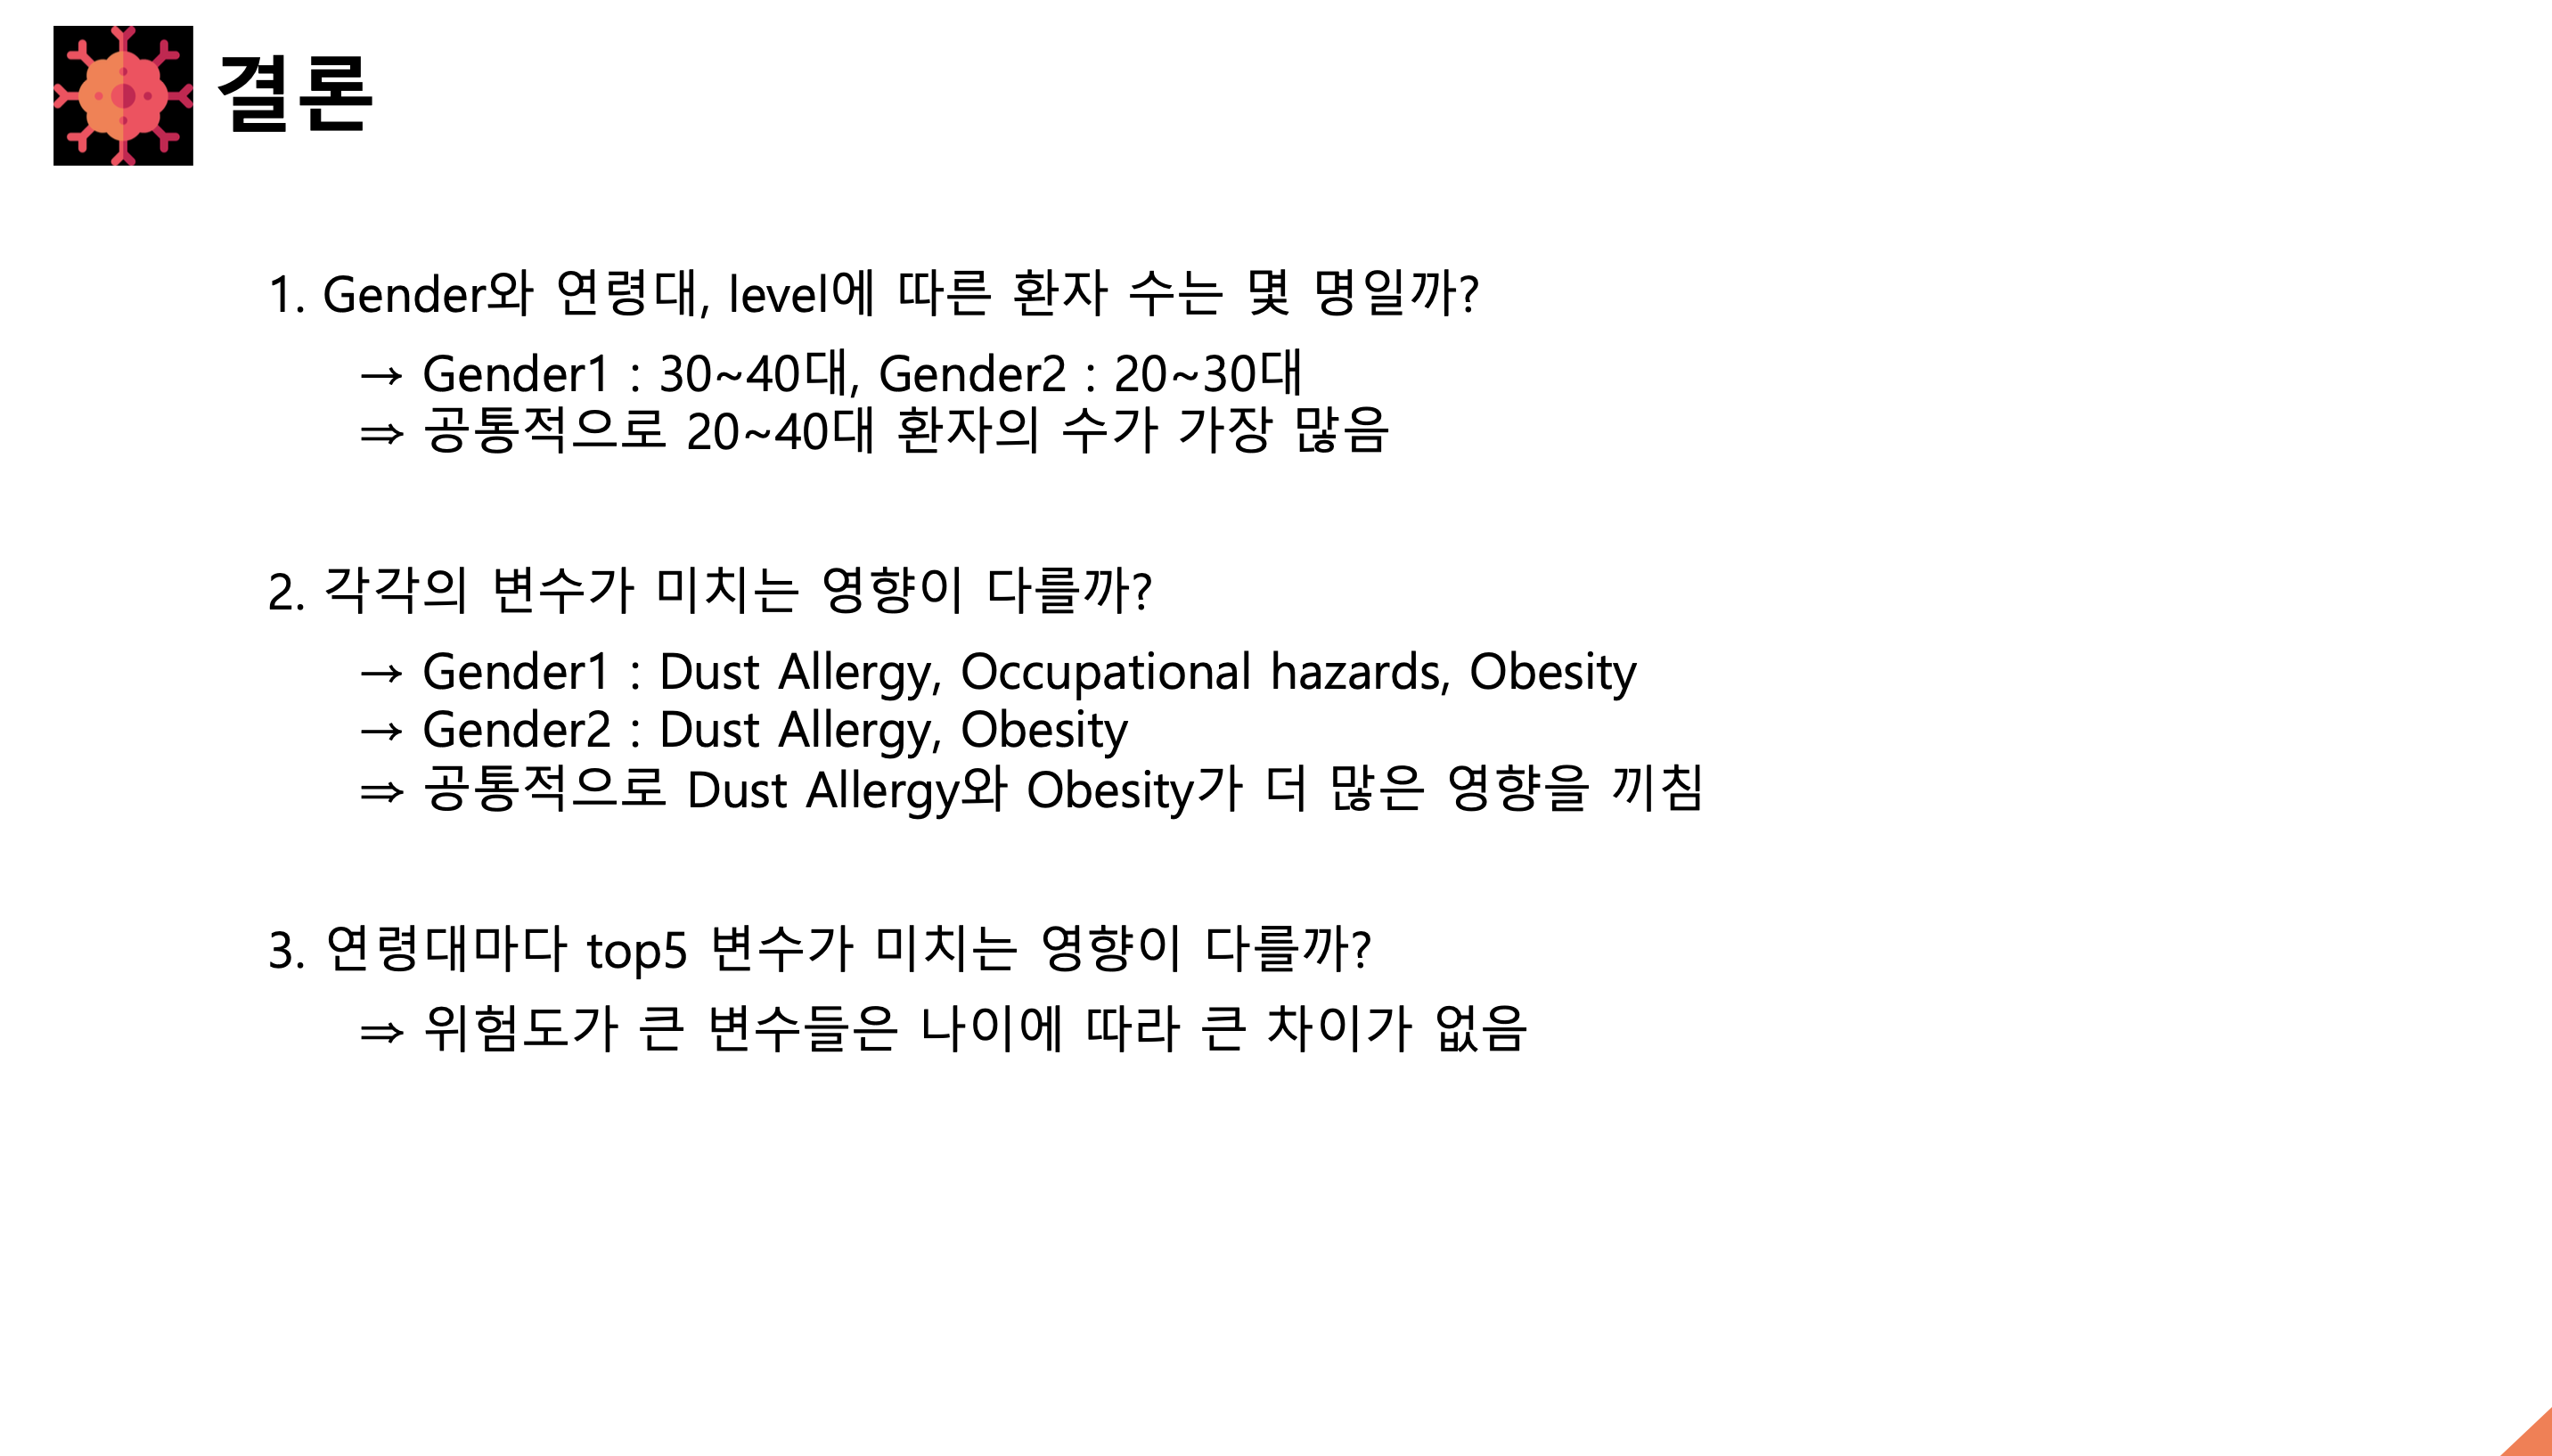 결론
1. Gender와 연령대, level에 따른 환자 수는 몇 명일까?
→ Gender1 : 30~40대, Gender2 : 20~30대
⇒ 공통적으로 20~40대 환자의 수가 가장 많음
2. 각각의 변수가 미치는 영향이 다를까?
→ Gender1 : Dust Allergy, Occupational hazards, Obesity
→ Gender2 : Dust Allergy, Obesity
⇒ 공통적으로 Dust Allergy와 Obesity가 더 많은 영향을 끼침
3. 연령대마다 top5 변수가 미치는 영향이 다를까?
⇒ 위험도가 큰 변수들은 나이에 따라 큰 차이가 없음